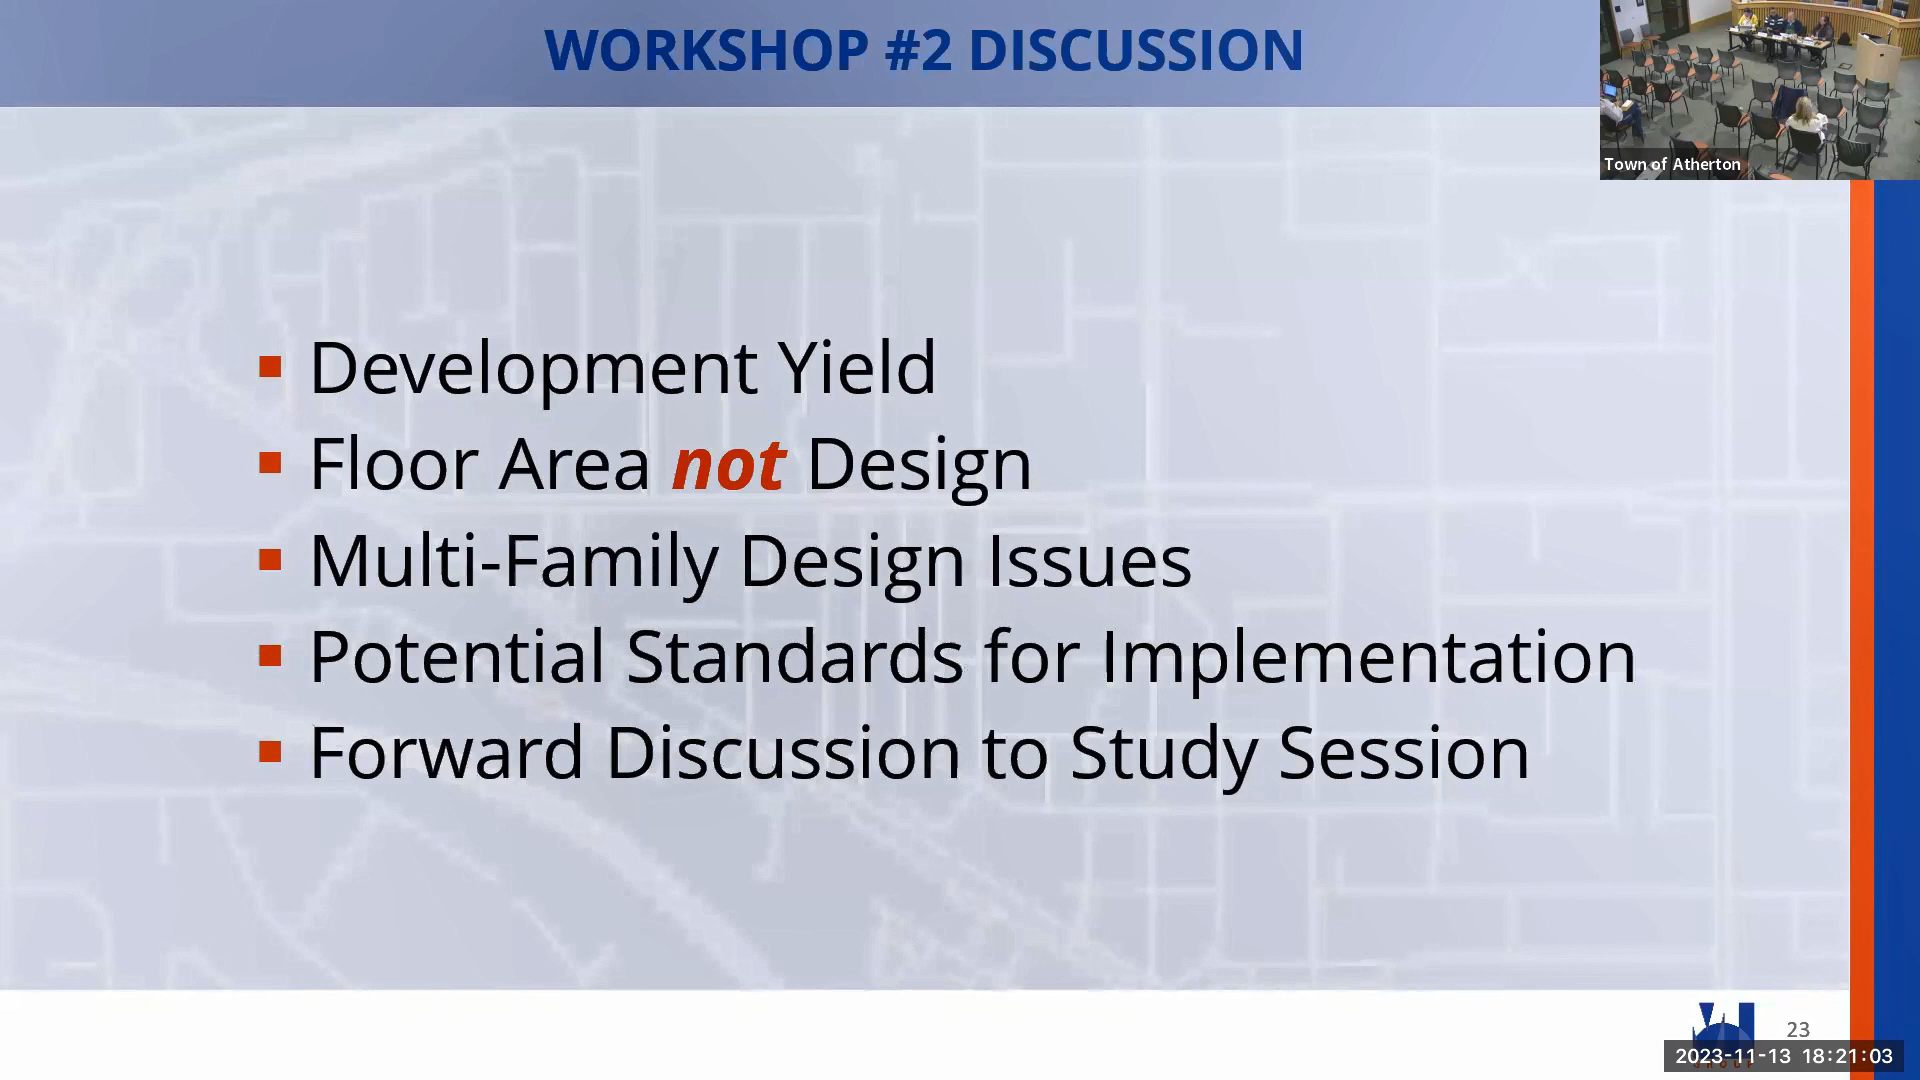 WORKSHOP #2 DISCUSSION
Town of Atherton
Development Yield
Floor Area not Design
Multi-Family Design Issues
Potential Standards for Implementation
Forward Discussion to Study Session
23
2023-11-13 18:21:03